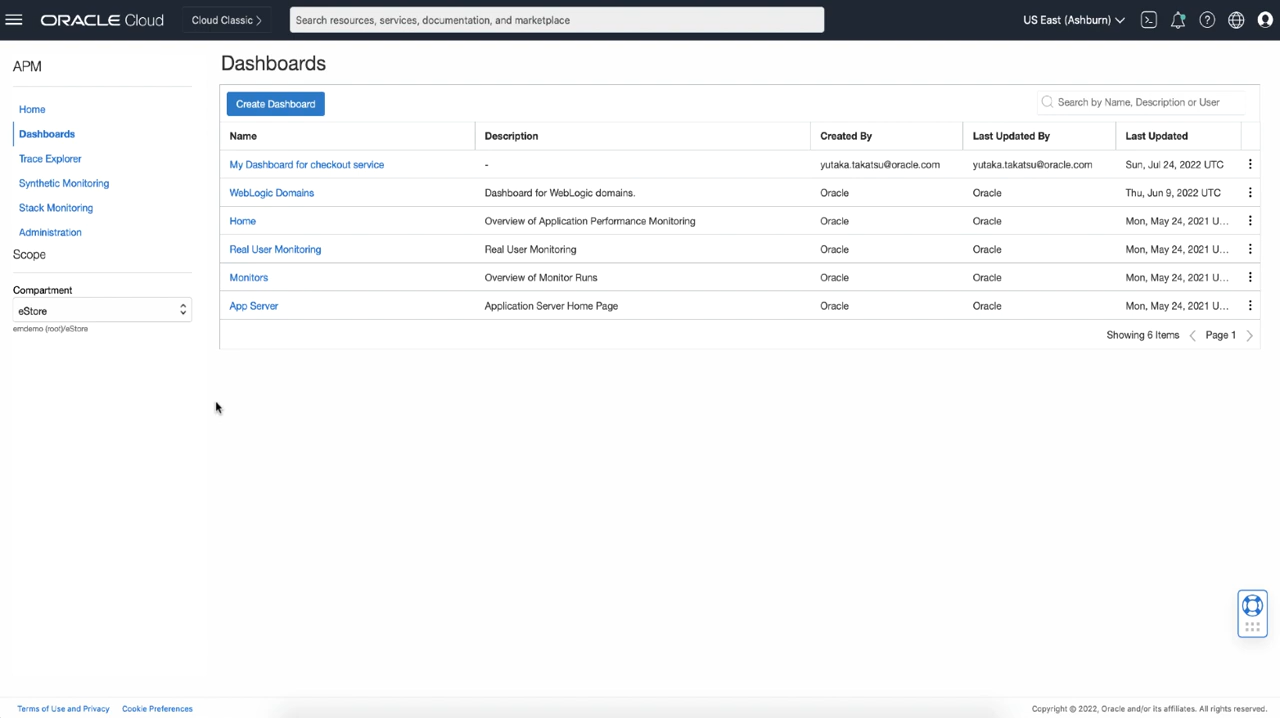 ORACLE Cloud
Cloud Classic
Search resources, services, documentation, and marketplace
US East (Ashburn)
APM
Home
Dashboards
Trace Explorer
Synthetic Monitoring
Stack Monitoring
Administration
Scope
Compartment
eStore
emdemo (root)/eStore
Dashboards
Create Dashboard
Search by Name, Description or User
Name Description Created By Last Updated By Last Updated
My Dashboard for checkout service - yutaka.takatsu@oracle.com yutaka.takatsu@oracle.com Sun, Jul 24, 2022 UTC
WebLogic Domains Dashboard for WebLogic domains. Oracle Oracle Thu, Jun 9, 2022 UTC
Home Overview of Application Performance Monitoring Oracle Oracle Mon, May 24, 2021 U...
Real User Monitoring Real User Monitoring Oracle Oracle Mon, May 24, 2021 U...
Monitors Overview of Monitor Runs Oracle Oracle Mon, May 24, 2021 U...
App Server Application Server Home Page Oracle Oracle Mon, May 24, 2021 U...
Showing 6 Items Page 1
Terms of Use and Privacy Cookie Preferences
Copyright © 2022, Oracle and/or its affiliates. All rights reserved.